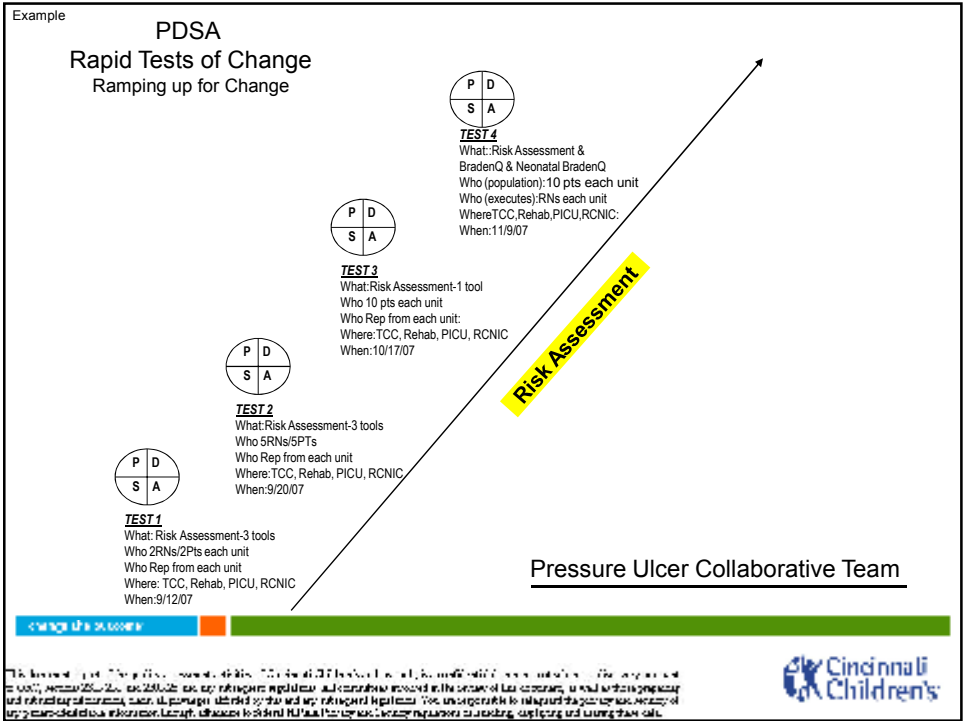 Example
PDSA
Rapid Tests of Change
Ramping up for Change
P D
S A
TEST 4
What::Risk Assessment &
BradenQ & Neonatal BradenQ
Who (population):10 pts each unit
Who (executes):RNs each unit
WhereTCC,Rehab,PICU,RCNIC:
When:11/9/07
P D
S A
TEST 3
What:Risk Assessment-1 tool
Who 10 pts each unit
Who Rep from each unit:
Where:TCC, Rehab, PICU, RCNIC
When:10/17/07
Risk Assessment
P D
S A
TEST 2
What:Risk Assessment-3 tools
Who 5RNs/5PTs
Who Rep from each unit
Where:TCC, Rehab, PICU, RCNIC
When:9/20/07
P D
S A
TEST 1
What: Risk Assessment-3 tools
Who 2RNs/2Pts each unit
Who Rep from each unit
Where: TCC, Rehab, PICU, RCNIC
When:9/12/07
Pressure Ulcer Collaborative Team
change the outcome
Cincinnati
Children's